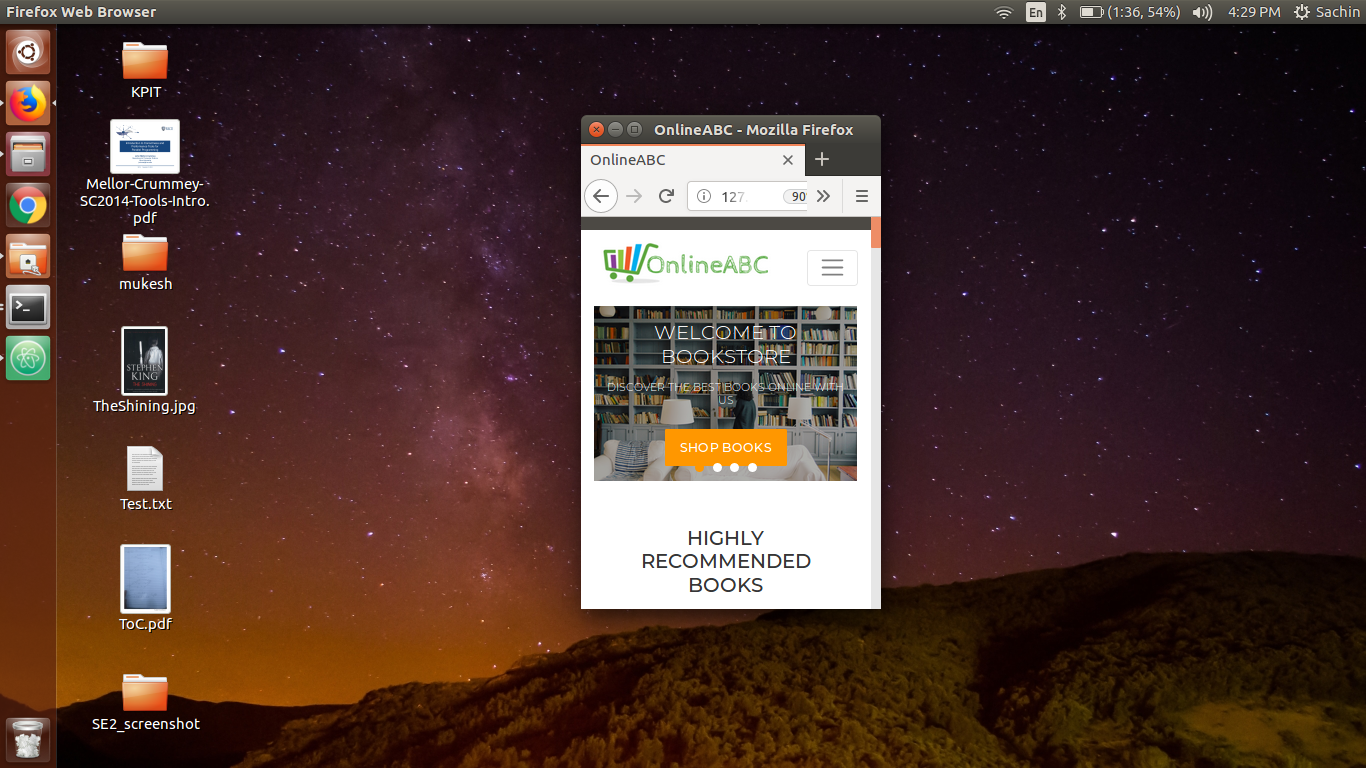 Firefox Web Browser
En
(1:36, 54%)
4:29 PM
Sachin
KPIT
Mellor-Crummey-
SC2014-Tools-Intro.
pdf
mukesh
STEPHEN
KING
THE SHINING
TheShining.jpg
Test.txt
ToC.pdf
SE2_screenshot
OnlineABC - Mozilla Firefox
OnlineABC
127.
90
OnlineABC
WELCOME TO
BOOKSTORE
DISCOVER THE BEST BOOKS ONLINE WITH
US
SHOP BOOKS
HIGHLY
RECOMMENDED
BOOKS